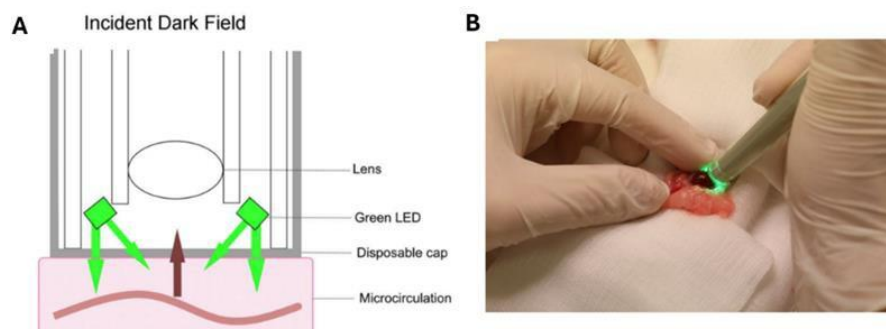 A
Incident Dark Field
Lens
Green LED
Disposable cap
Microcirculation
B